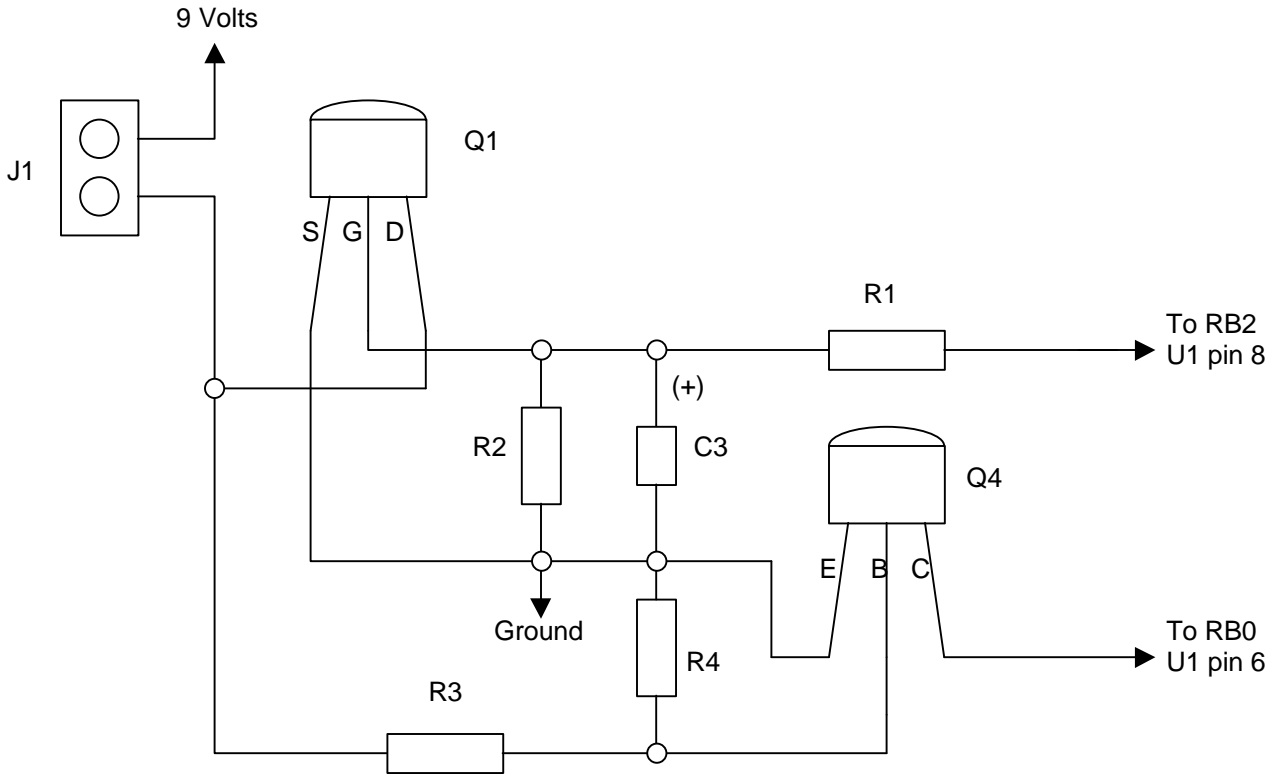 9 Volts
Q1
J1
S G D
R1
To RB2
U1 pin 8
(+)
R2
C3
Q4
E B C
Ground
To RB0
U1 pin 6
R4
R3